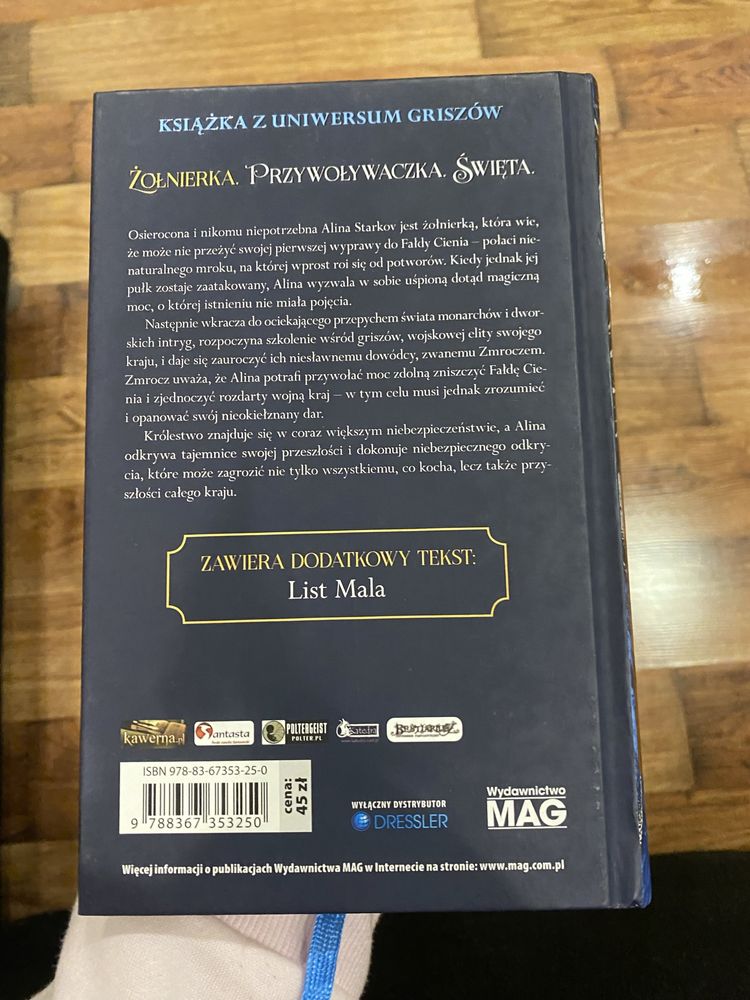 KSIĄŻKA Z UNIWERSUM GRISZÓW
ŻOŁNIERKA. PRZYWOŁYWACZKA. ŚWIĘTA.
Osierocona i nikomu niepotrzebna Alina Starkov jest żołnierką, która wie,
że może nie przeżyć swojej pierwszej wyprawy do Fałdy Cienia – połaci nie-
naturalnego mroku, na której wprost roi się od potworów. Kiedy jednak jej
pułk zostaje zaatakowany, Alina wyzwala w sobie uśpioną dotąd magiczną
moc, o której istnieniu nie miała pojęcia.
Następnie wkracza do ociekającego przepychem świata monarchów i dwor-
skich intryg, rozpoczyna szkolenie wśród griszów, wojskowej elity swojego
kraju, i daje się zauroczyć ich niesławnemu dowódcy, zwanemu Zmroczem.
Zmrocz uważa, że Alina potrafi przywołać moc zdolną zniszczyć Fałdę Cie-
nia i zjednoczyć rozdarty wojną kraj – w tym celu musi jednak zrozumieć
i opanować swój nieokiełznany dar.
Królestwo znajduje się w coraz większym niebezpieczeństwie, a Alina
odkrywa tajemnice swojej przeszłości i dokonuje niebezpiecznego odkry-
cia, które może zagrozić nie tylko wszystkiemu, co kocha, lecz także przy-
szłości całego kraju.
ZAWIERA DODATKOWY TEKST:
List Mala
kawerna.pl
Fantasta
POLTERGEIST
POLTER.PL
Katedra
ISBN 978-83-67353-25-0
9 788367 353250
cena:
45 zł
WYŁĄCZNY DYSTRYBUTOR
DRESSLER
Wydawnictwo
MAG
Więcej informacji o publikacjach Wydawnictwa MAG w Internecie na stronie: www.mag.com.pl